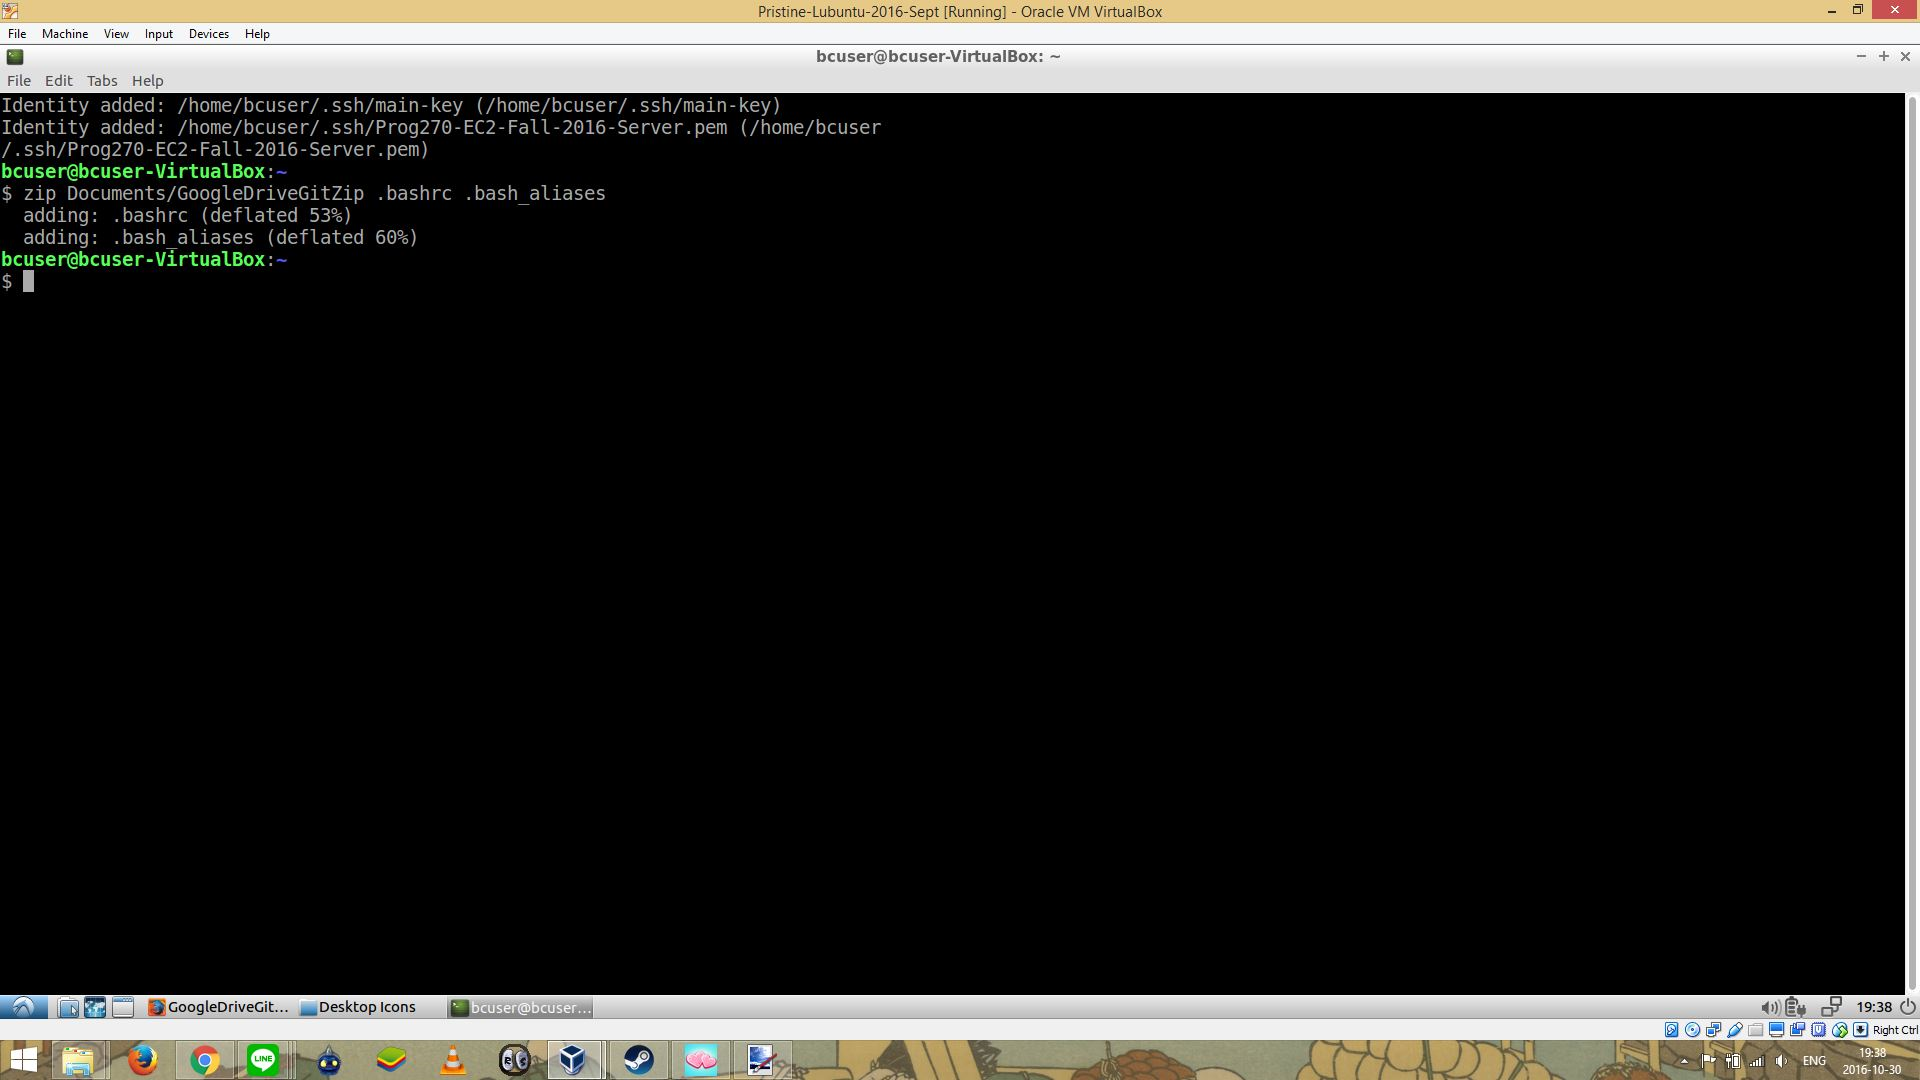 Pristine-Lubuntu-2016-Sept [Running] - Oracle VM VirtualBox
File Machine View Input Devices Help
bcuser@bcuser-VirtualBox: ~
File Edit Tabs Help
Identity added: /home/bcuser/.ssh/main-key (/home/bcuser/.ssh/main-key)
Identity added: /home/bcuser/.ssh/Prog270-EC2-Fall-2016-Server.pem (/home/bcuser
/.ssh/Prog270-EC2-Fall-2016-Server.pem)
bcuser@bcuser-VirtualBox:~
$ zip Documents/GoogleDriveGitZip .bashrc .bash_aliases
  adding: .bashrc (deflated 53%)
  adding: .bash_aliases (deflated 60%)
bcuser@bcuser-VirtualBox:~
$
GoogleDriveGit... Desktop Icons bcuser@bcuser... 19:38
Right Ctrl
LINE
ENG 19:38
2016-10-30